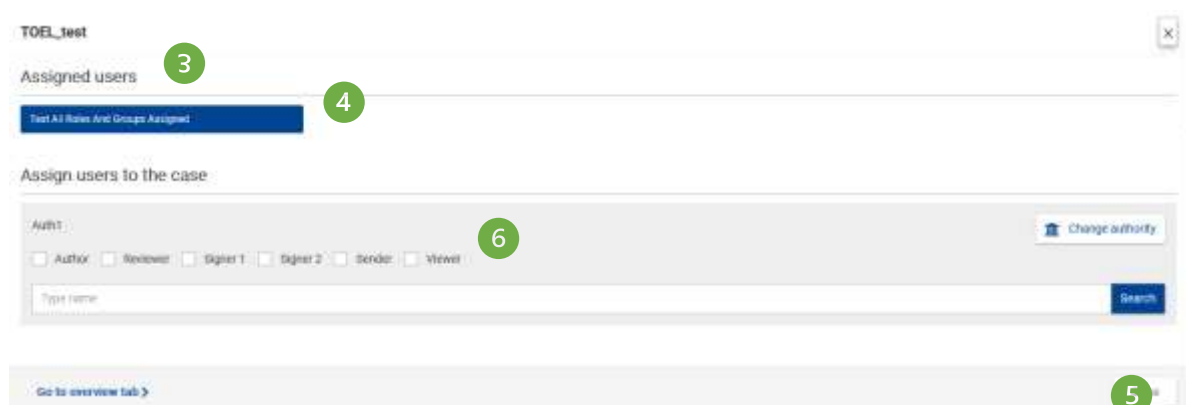 TOEL_test
3
Assigned users
4
Test All Roles And Groups Assigned
Assign users to the case
Auth1
6
Change authority
Author Reviewer Signer 1 Signer 2 Sender Viewer
Type name
Search
Go to overview tab
5